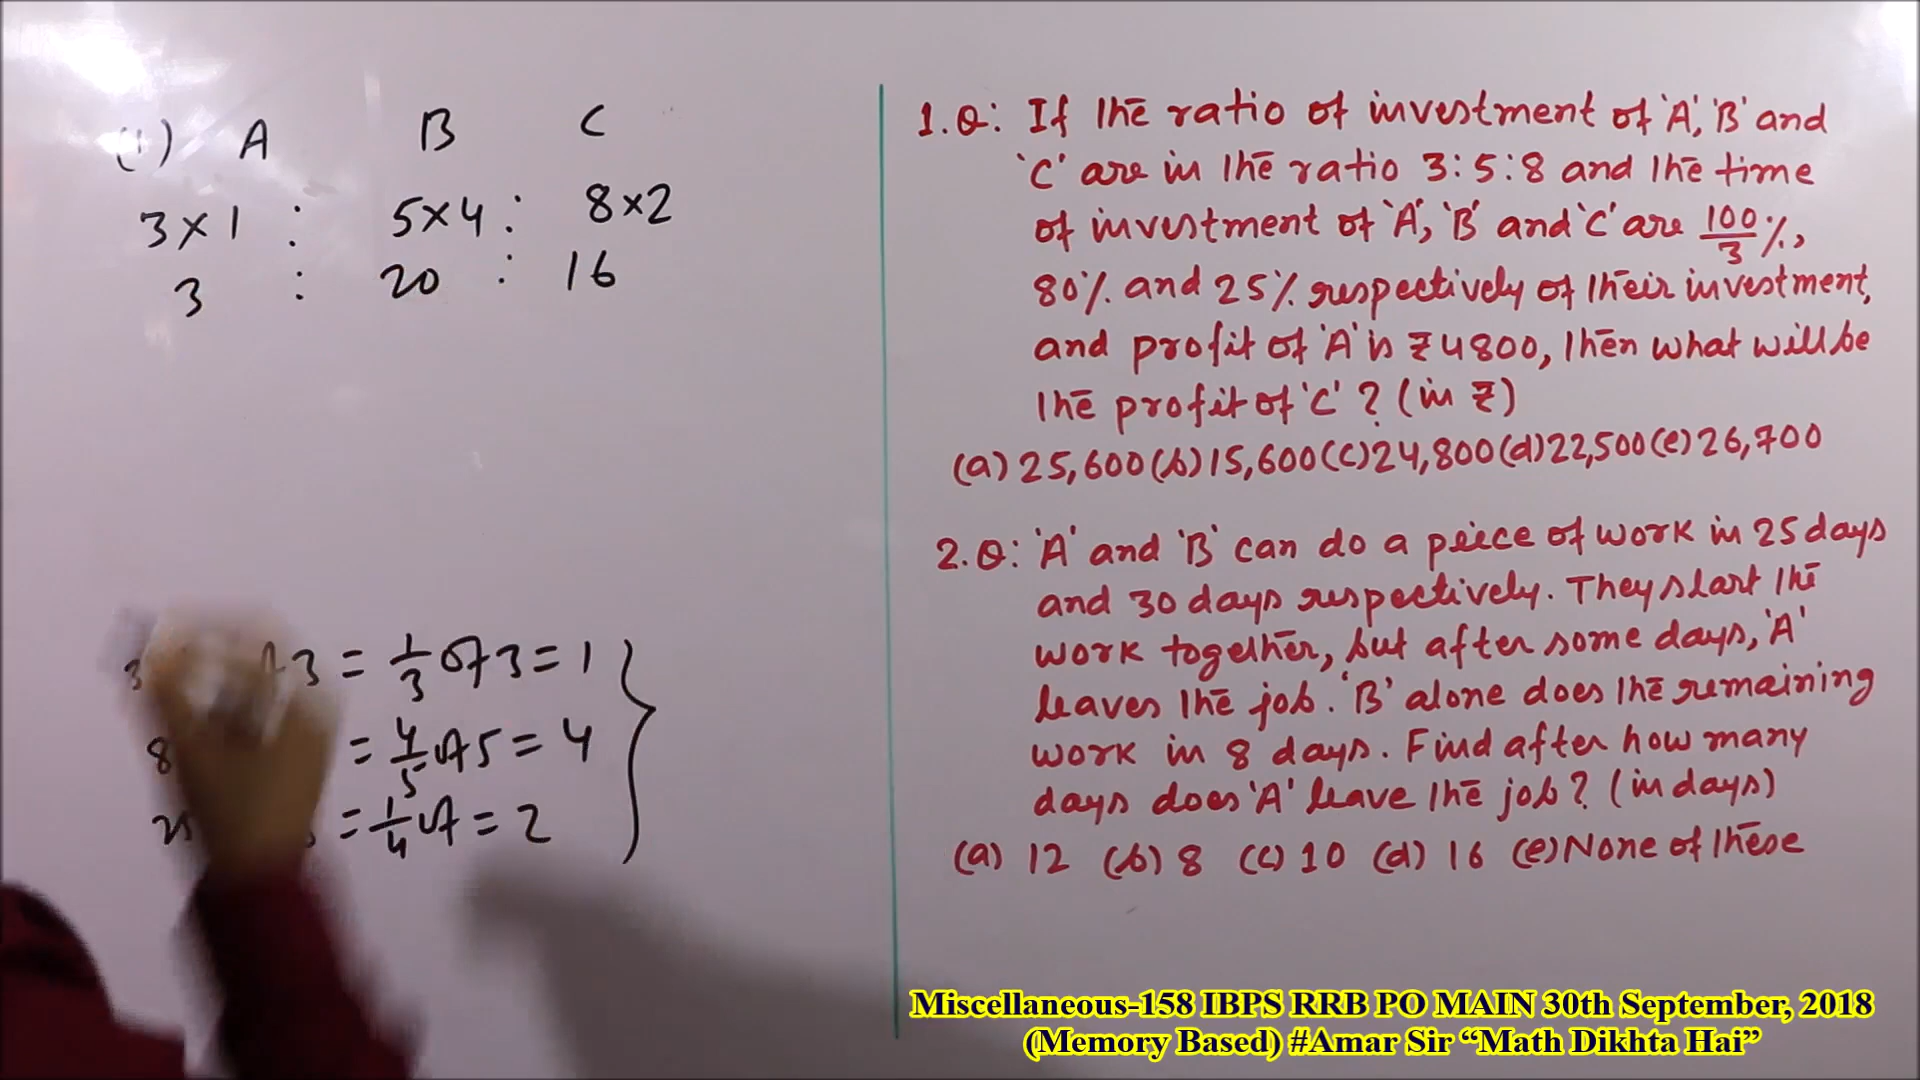 (1) A B C
3×1 : 5×4 : 8×2
3 : 20 : 16
3 = 1/3 of 3 = 1
8 = 4/5 of 5 = 4
25 = 1/4 of = 2
1.Q: If the ratio of investment of 'A', 'B' and
'C' are in the ratio 3:5:8 and the time
of investment of 'A', 'B' and 'C' are 100/3 %,
80% and 25% respectively of their investment,
and profit of 'A' is ₹4800, then what will be
the profit of 'C' ? (in ₹)
(a) 25,600 (b) 15,600 (c) 24,800 (d) 22,500 (e) 26,700
2.Q: 'A' and 'B' can do a piece of work in 25 days
and 30 days respectively. They start the
work together, but after some days, 'A'
leaves the job. 'B' alone does the remaining
work in 8 days. Find after how many
days does 'A' leave the job? (in days)
(a) 12 (b) 8 (c) 10 (d) 16 (e) None of these
Miscellaneous-158 IBPS RRB PO MAIN 30th September, 2018
(Memory Based) #Amar Sir “Math Dikhta Hai”